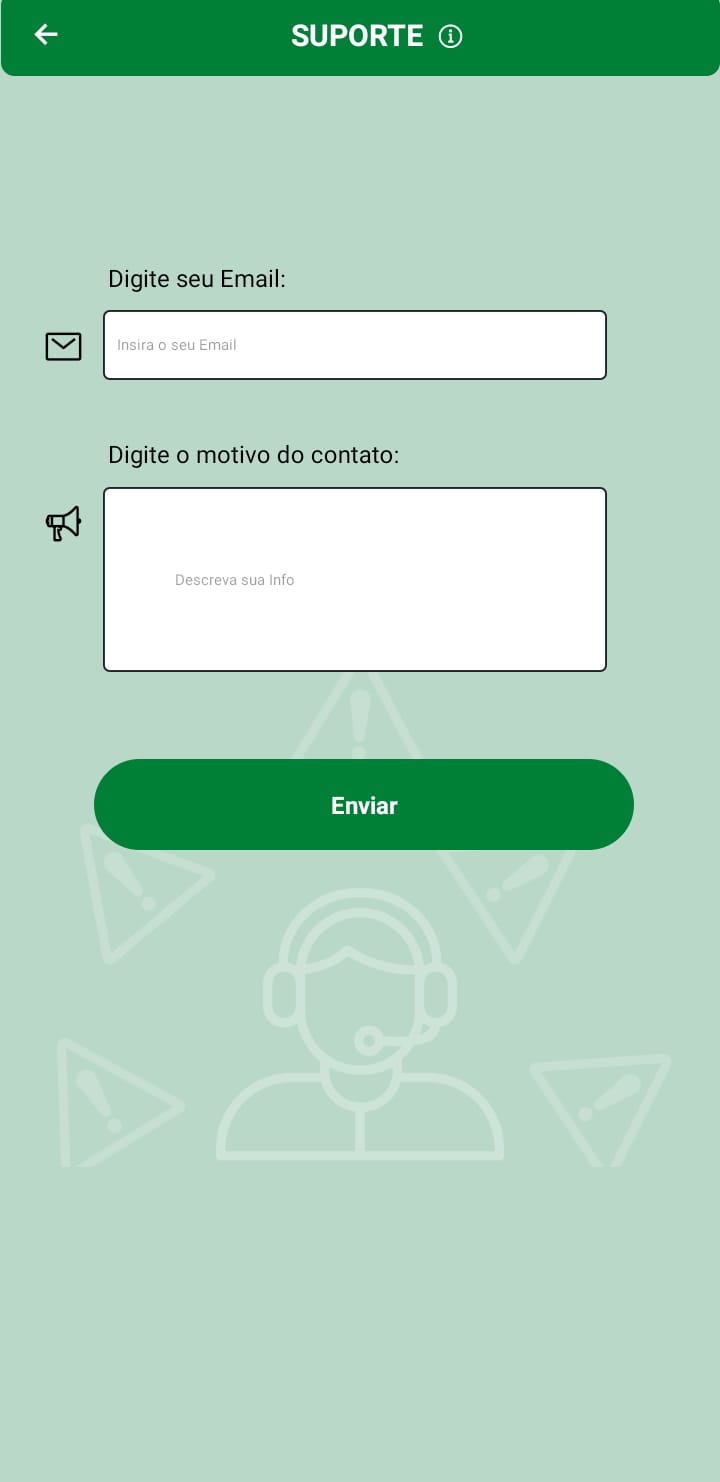 SUPORTE
Digite seu Email:
Insira o seu Email
Digite o motivo do contato:
Descreva sua Info
Enviar